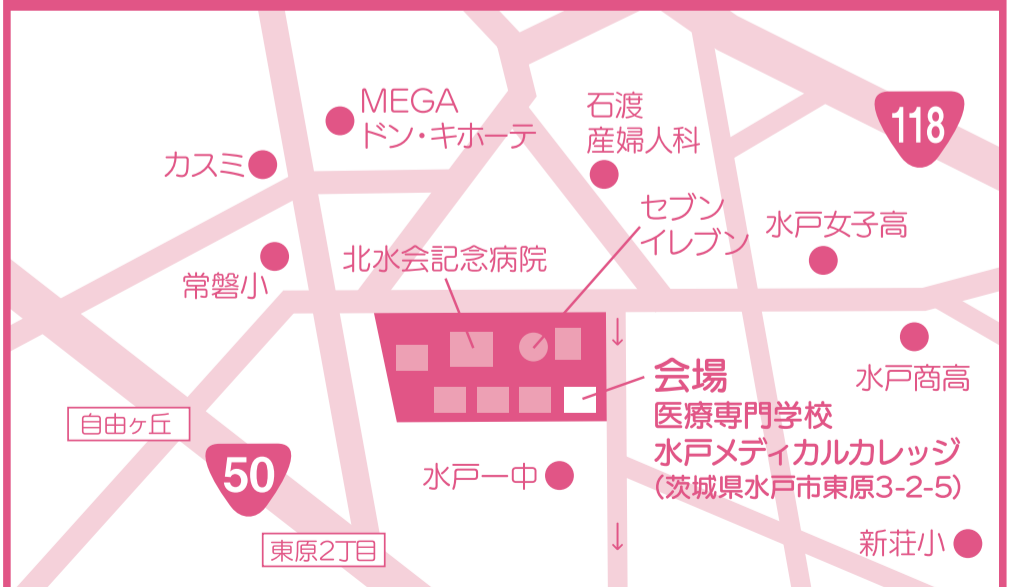 MEGA
ドン・キホーテ
石渡
産婦人科
118
カスミ
セブン
イレブン
水戸女子高
北水会記念病院
常磐小
↓
会場
医療専門学校
水戸メディカルカレッジ
(茨城県水戸市東原3-2-5)
水戸商高
自由ヶ丘
50
水戸一中
東原2丁目
↓
新荘小